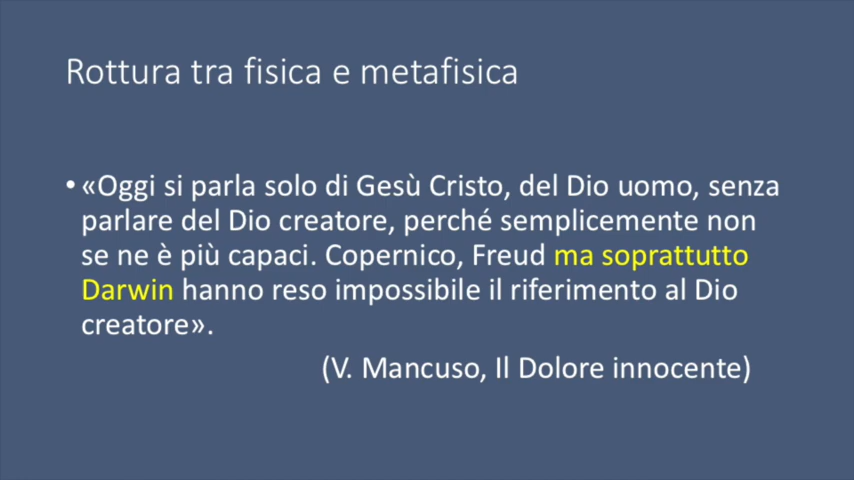 Rottura tra fisica e metafisica
• «Oggi si parla solo di Gesù Cristo, del Dio uomo, senza
parlare del Dio creatore, perché semplicemente non
se ne è più capaci. Copernico, Freud ma soprattutto
Darwin hanno reso impossibile il riferimento al Dio
creatore».
(V. Mancuso, Il Dolore innocente)